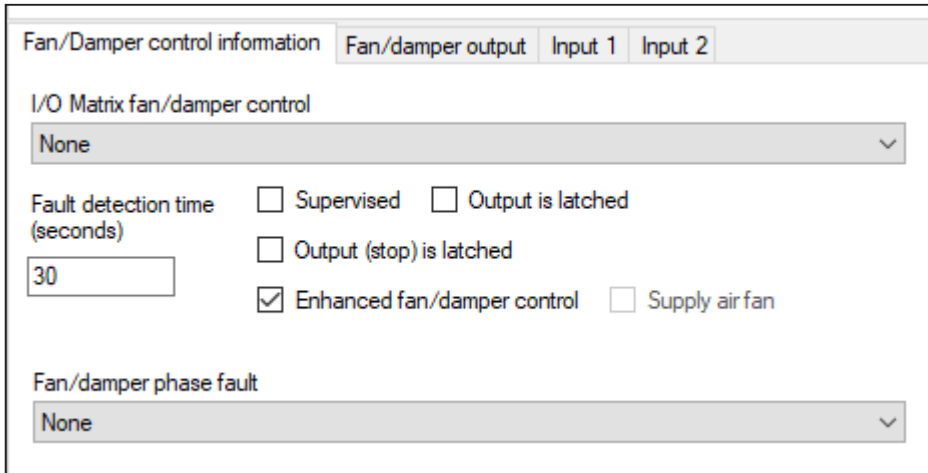 Fan/Damper control information Fan/damper output Input 1 Input 2
I/O Matrix fan/damper control
None
Fault detection time
(seconds)
30
Supervised Output is latched
Output (stop) is latched
Enhanced fan/damper control Supply air fan
Fan/damper phase fault
None